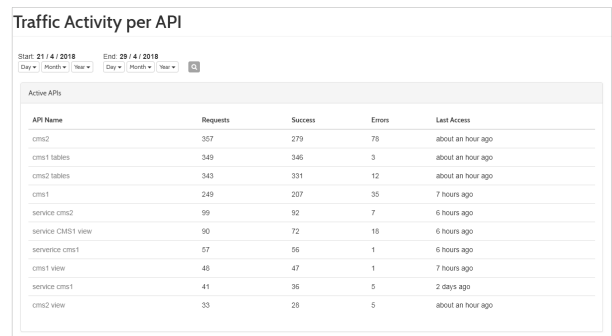 Traffic Activity per API
Start: 21 / 4 / 2018 End: 29 / 4 / 2018
Day Month Year Day Month Year
Active APIs
API Name Requests Success Errors Last Access
cms2 357 279 78 about an hour ago
cms1 tables 349 346 3 about an hour ago
cms2 tables 343 331 12 about an hour ago
cms1 249 207 35 7 hours ago
service cms2 99 92 7 6 hours ago
service CMS1 view 90 72 18 6 hours ago
serverice cms1 57 56 1 6 hours ago
cms1 view 48 47 1 7 hours ago
service cms1 41 36 5 2 days ago
cms2 view 33 28 5 about an hour ago